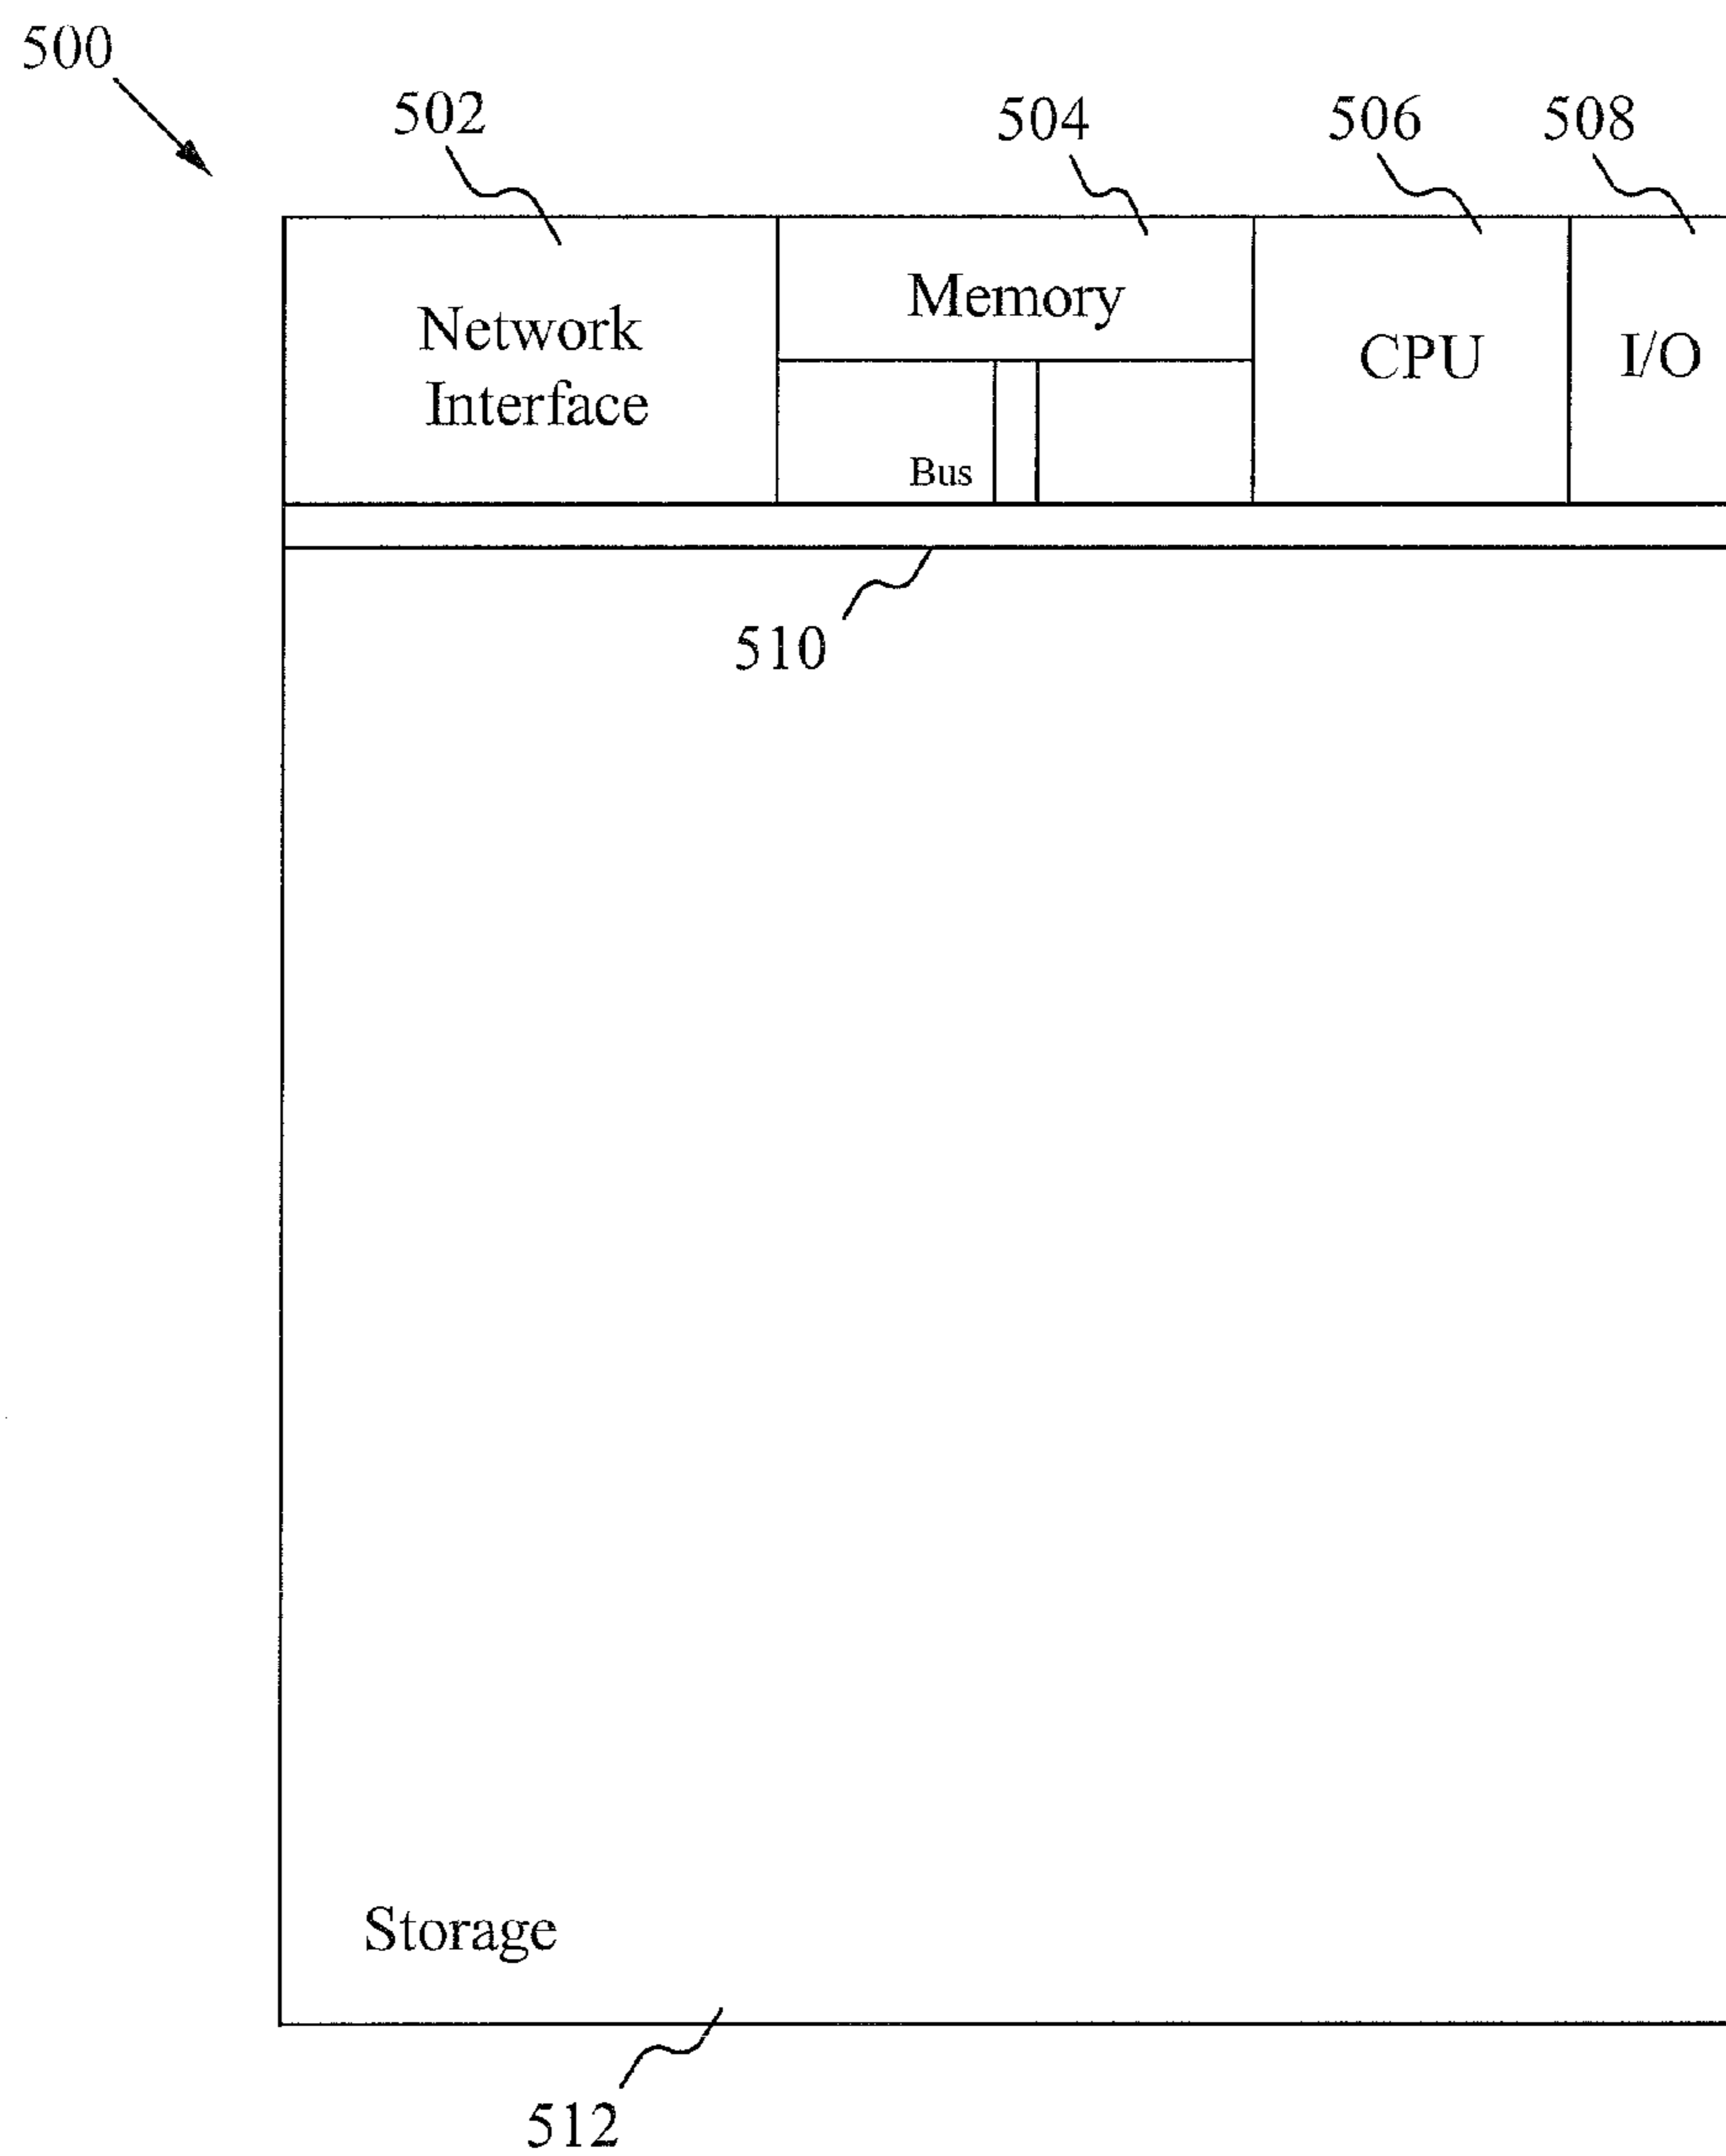 500
502
504
506
508
Network
Interface
Memory
CPU
I/O
Bus
510
Storage
512